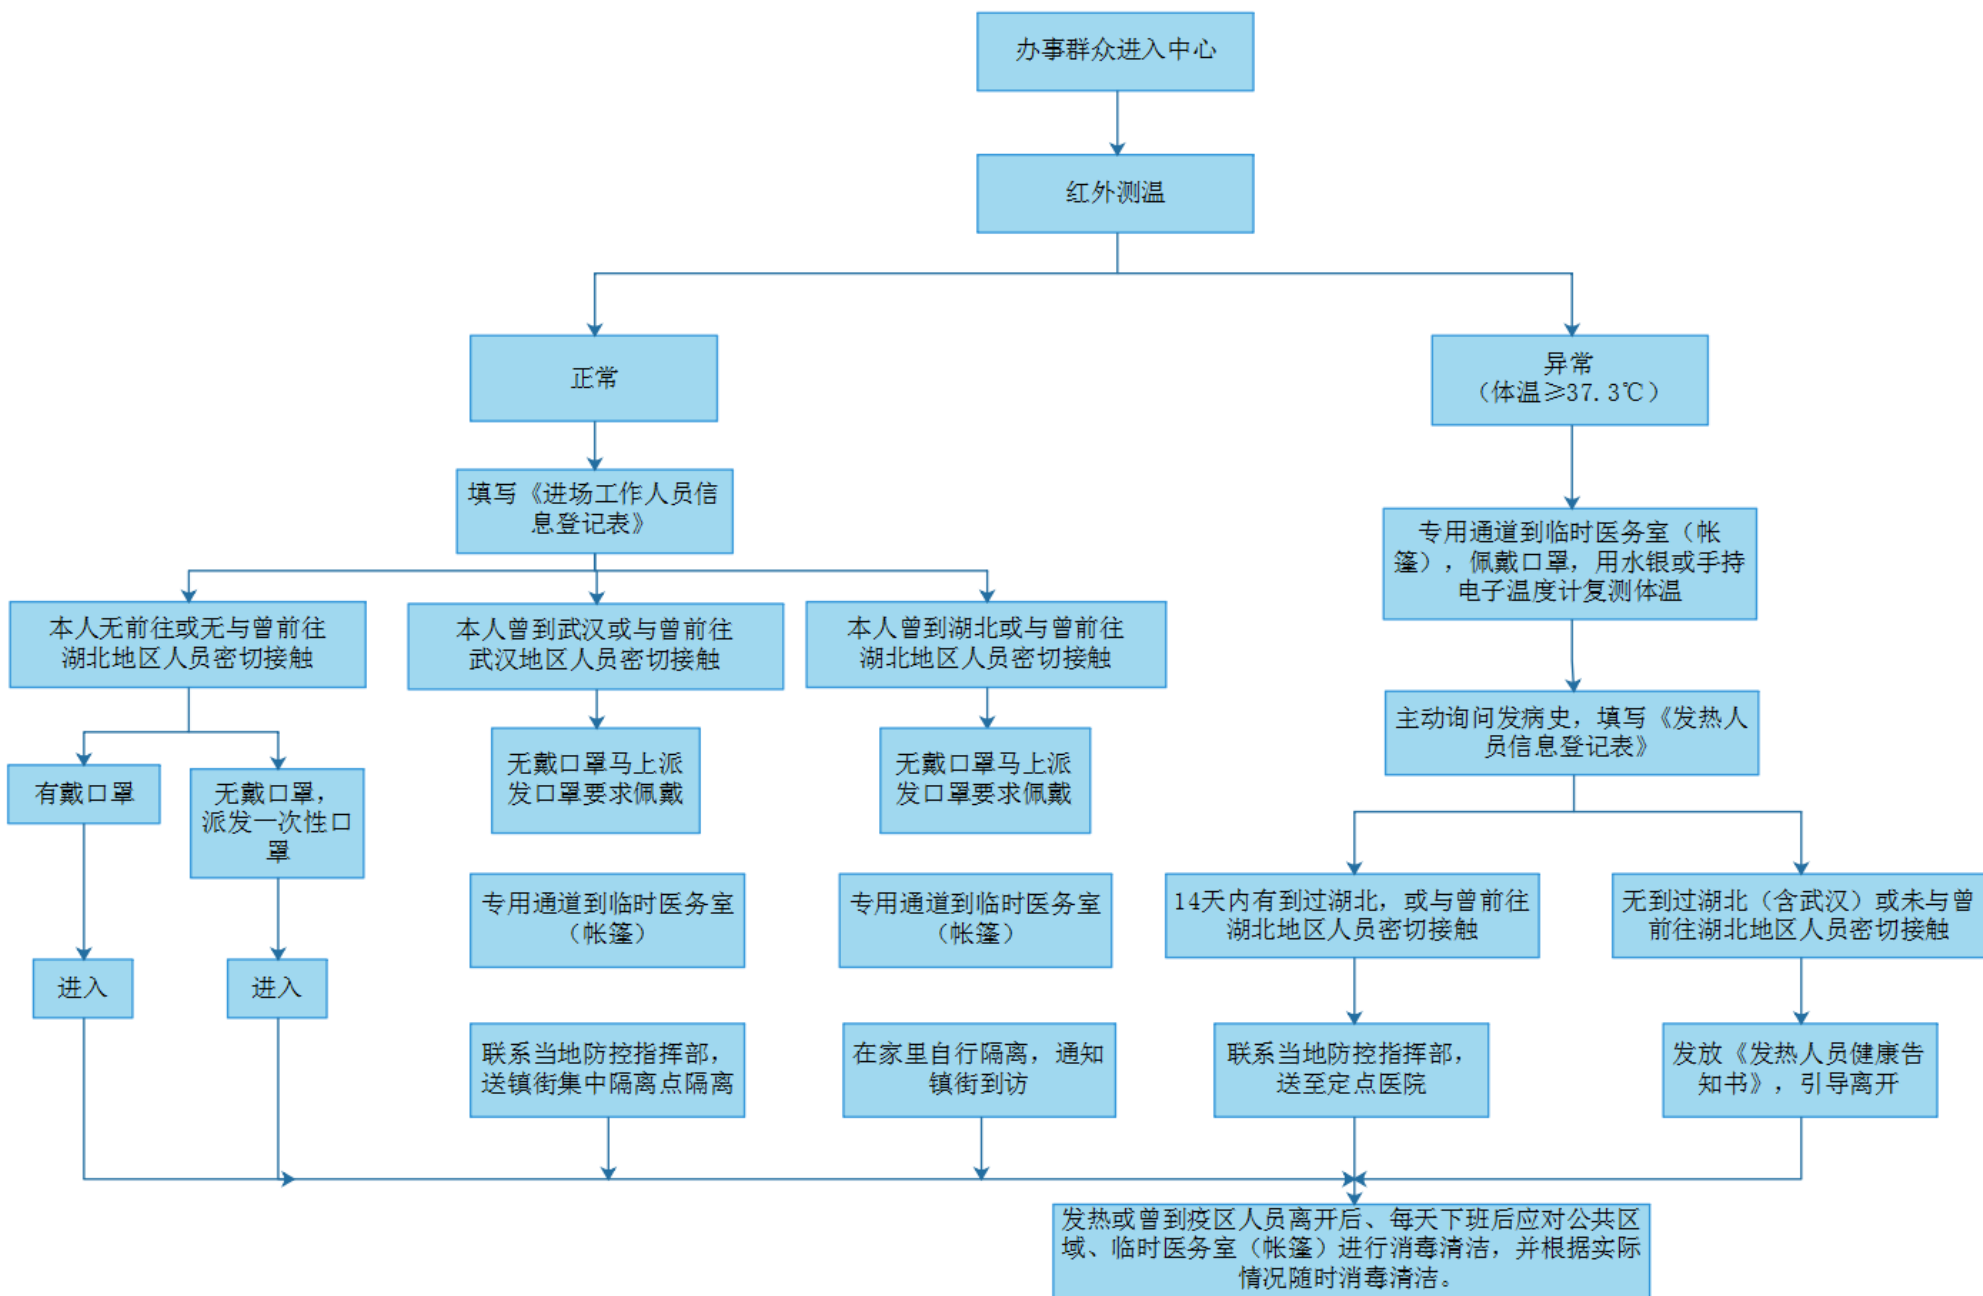 办事群众进入中心
红外测温
正常
异常
（体温≥37.3℃）
填写《进场工作人员信
息登记表》
专用通道到临时医务室（帐
篷），佩戴口罩，用水银或手持
电子温度计复测体温
本人无前往或无与曾前往
湖北地区人员密切接触
本人曾到武汉或与曾前往
武汉地区人员密切接触
本人曾到湖北或与曾前往
湖北地区人员密切接触
主动询问发病史，填写《发热人
员信息登记表》
有戴口罩
无戴口罩，
派发一次性口
罩
无戴口罩马上派
发口罩要求佩戴
无戴口罩马上派
发口罩要求佩戴
专用通道到临时医务室
（帐篷）
专用通道到临时医务室
（帐篷）
14天内有到过湖北，或与曾前往
湖北地区人员密切接触
无到过湖北（含武汉）或未与曾
前往湖北地区人员密切接触
进入
进入
联系当地防控指挥部，
送镇街集中隔离点隔离
在家里自行隔离，通知
镇街到访
联系当地防控指挥部，
送至定点医院
发放《发热人员健康告
知书》，引导离开
发热或曾到疫区人员离开后、每天下班后应对公共区
域、临时医务室（帐篷）进行消毒清洁，并根据实际
情况随时消毒清洁。